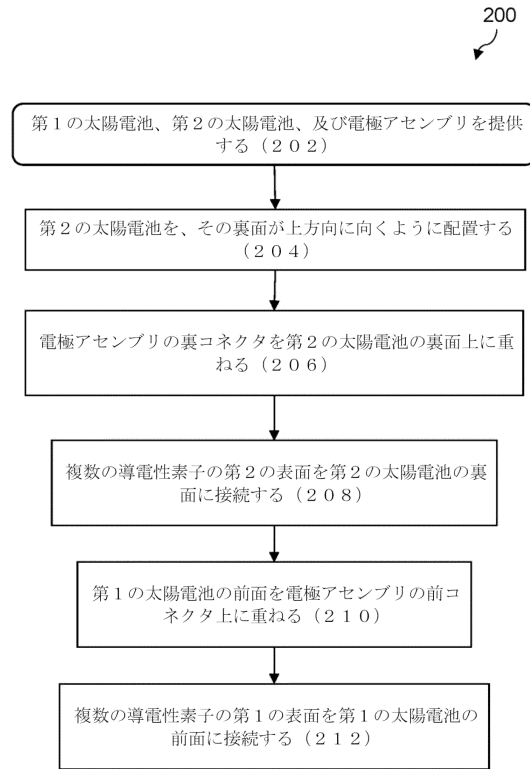 200
第1の太陽電池、第2の太陽電池、及び電極アセンブリを提供
する（202）
第2の太陽電池を、その裏面が上方向に向くように配置する
（204）
電極アセンブリの裏コネクタを第2の太陽電池の裏面上に重
ねる（206）
複数の導電性素子の第2の表面を第2の太陽電池の裏
面に接続する（208）
第1の太陽電池の前面を電極アセンブリの前コ
ネクタ上に重ねる（210）
複数の導電性素子の第1の表面を第1の太陽電池の
前面に接続する（212）